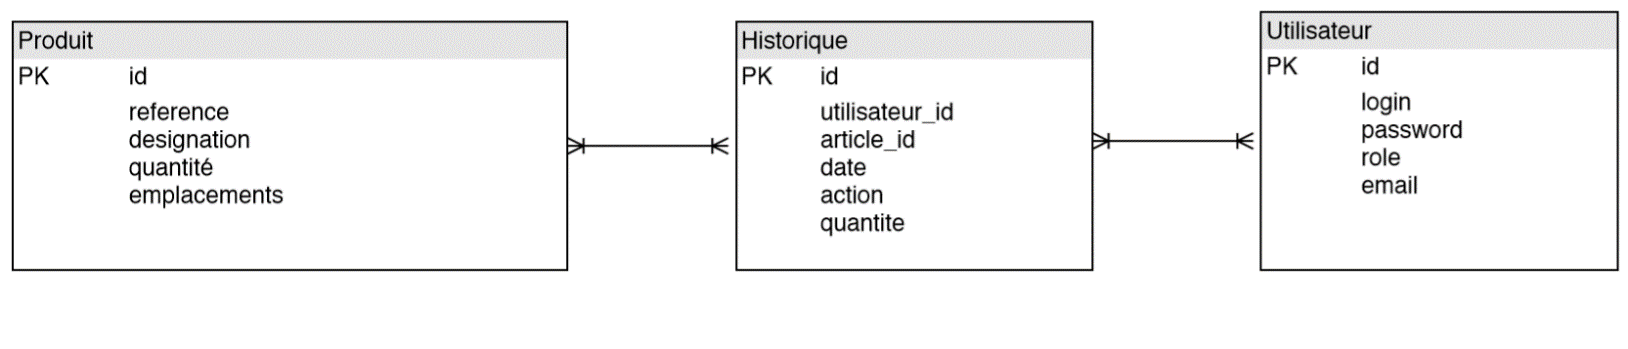 Produit
PK id
reference
designation
quantité
emplacements
Historique
PK id
utilisateur_id
article_id
date
action
quantite
Utilisateur
PK id
login
password
role
email